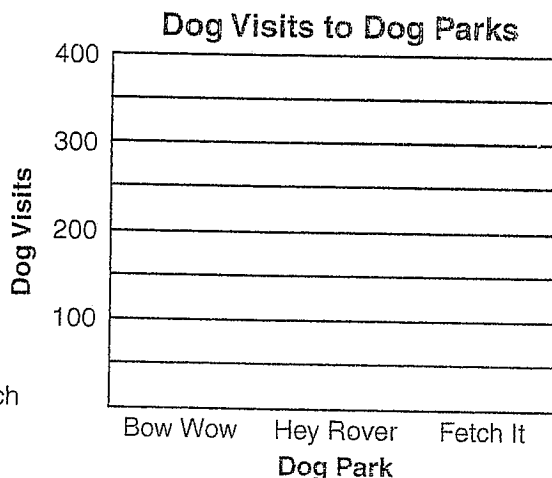 Dog Visits to Dog Parks
400
300
200
100
Dog Visits
ch
Bow Wow Hey Rover Fetch It
Dog Park